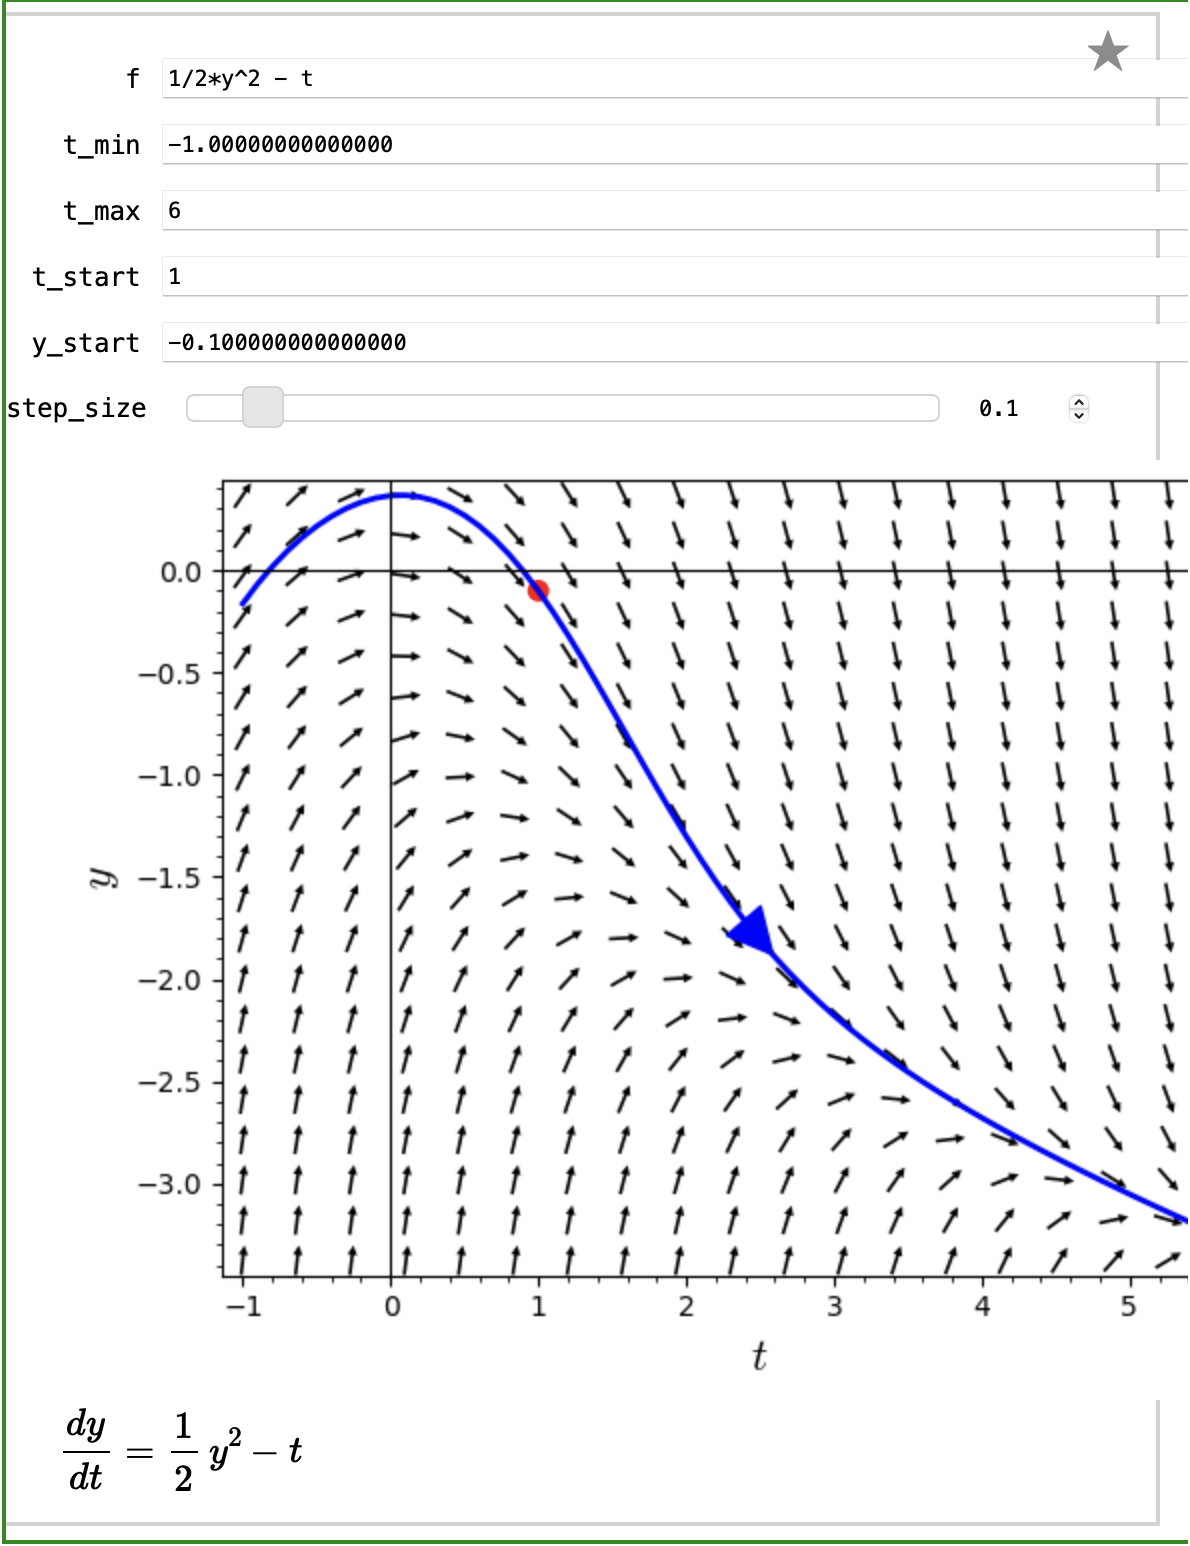 f 1/2*y^2 - t
t_min -1.00000000000000
t_max 6
t_start 1
y_start -0.100000000000000
step_size 0.1
0.0
−0.5
−1.0
−1.5
−2.0
−2.5
−3.0
y
−1 0 1 2 3 4 5
t
dy/dt = 1/2 y² − t